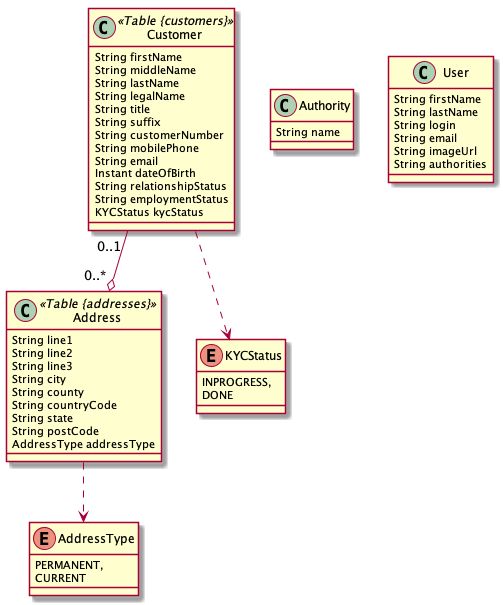 C
«Table {customers}»
Customer
String firstName
String middleName
String lastName
String legalName
String title
String suffix
String customerNumber
String mobilePhone
String email
Instant dateOfBirth
String relationshipStatus
String employmentStatus
KYCStatus kycStatus
C Authority
String name
C User
String firstName
String lastName
String login
String email
String imageUrl
String authorities
0..1
0..*
C
«Table {addresses}»
Address
String line1
String line2
String line3
String city
String county
String countryCode
String state
String postCode
AddressType addressType
E KYCStatus
INPROGRESS,
DONE
E AddressType
PERMANENT,
CURRENT